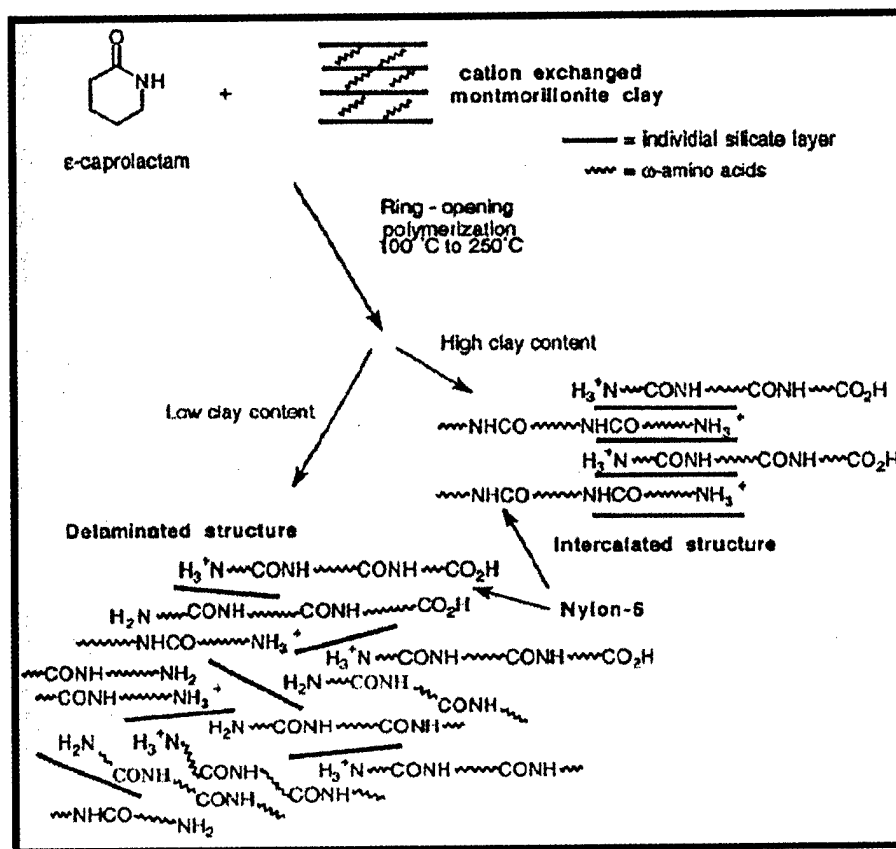 O
NH
+
ε-caprolactam
cation exchanged
montmorillonite clay
= individial silicate layer
= ω-amino acids
Ring - opening
polymerization
100 °C to 250°C
High clay content
Low clay content
H₃⁺N CONH CONH CO₂H
NHCO NHCO NH₃⁺
H₃⁺N CONH CONH CO₂H
NHCO NHCO NH₃⁺
Intercalated structure
Nylon-6
Delaminated structure
H₃⁺N CONH CONH CO₂H
H₂N CONH CONH CO₂H
NHCO NH₃⁺
H₃⁺N CONH CONH CO₂H
CONH NH₂
H₂N CONH CONH
CONH NH₃⁺
H₂N CONH CONH
H₂N CONH CONH
H₃⁺N CONH CONH
H₃⁺N CONH CONH
NHCO NH₂